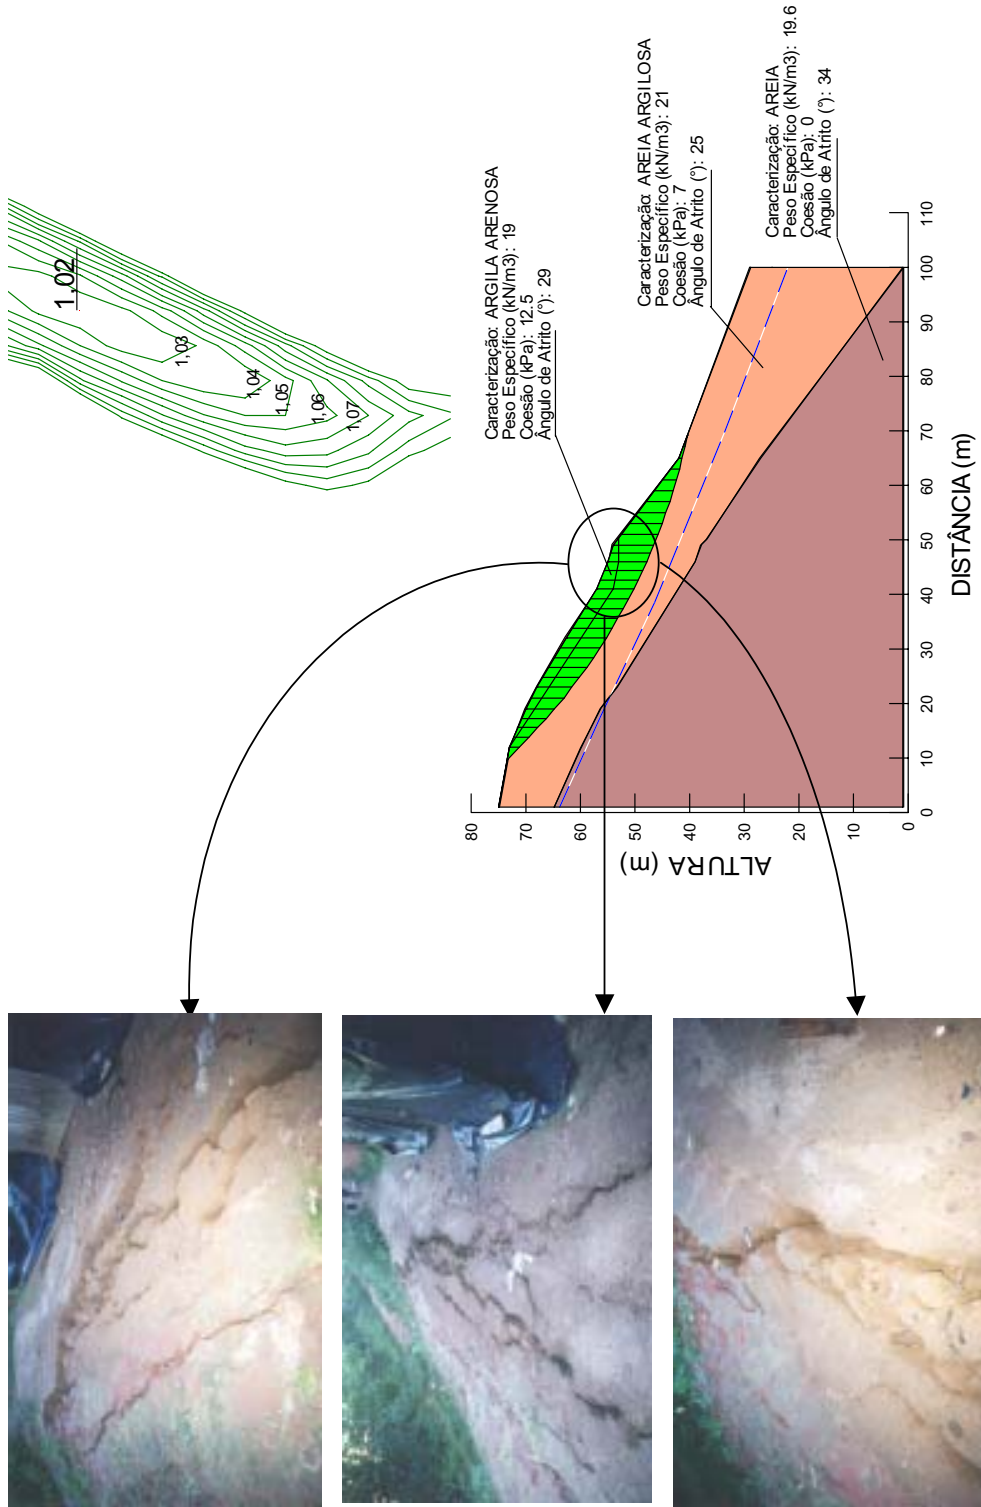 1,02
1,03
1,04
1,05
1,06
1,07
Caracterização: ARGILA ARENOSA
Peso Específico (kN/m3): 19
Coesão (kPa): 12.5
Ângulo de Atrito (°): 29
Caracterização: AREIA ARGILOSA
Peso Específico (kN/m3): 21
Coesão (kPa): 7
Ângulo de Atrito (°): 25
Caracterização: AREIA
Peso Específico (kN/m3): 19.6
Coesão (kPa): 0
Ângulo de Atrito (°): 34
ALTURA (m)
80
70
60
50
40
30
20
10
0
0 10 20 30 40 50 60 70 80 90 100 110
DISTÂNCIA (m)